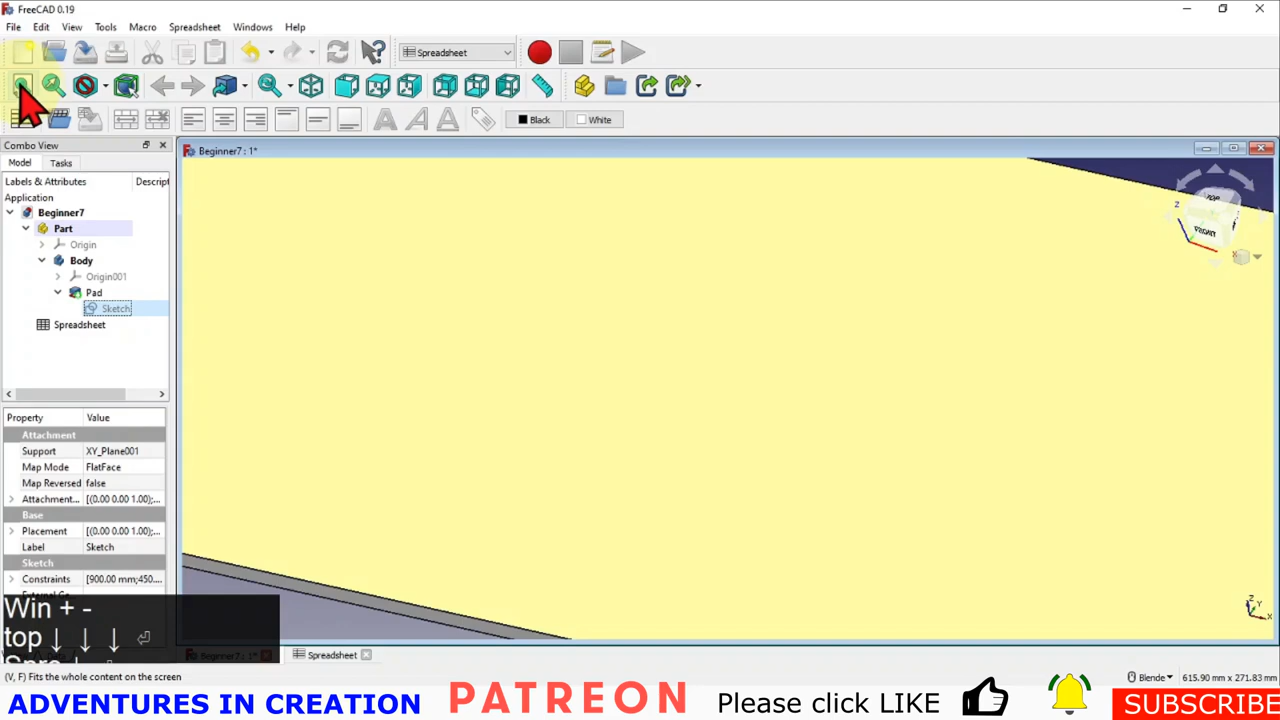 FreeCAD 0.19
File Edit View Tools Macro Spreadsheet Windows Help
Spreadsheet
Black White
Combo View
Model Tasks
Labels & Attributes Descript
Application
Beginner7
Part
Origin
Body
Origin001
Pad
Sketch
Spreadsheet
Beginner7 : 1*
TOP
FRONT
Z
X
Property Value
Attachment
Support XY_Plane001
Map Mode FlatFace
Map Reversed false
Attachment... [(0.00 0.00 1.00);...
Base
Placement [(0.00 0.00 1.00);...
Label Sketch
Sketch
Constraints [900.00 mm;450....
Z Y X
Win + -
top ↓ ↓ ↓ ⏎
Beginner7 : 1* Spreadsheet
(V, F) Fits the whole content on the screen
Blende 615.90 mm x 271.83 mm
ADVENTURES IN CREATION PATREON Please click LIKE SUBSCRIBE